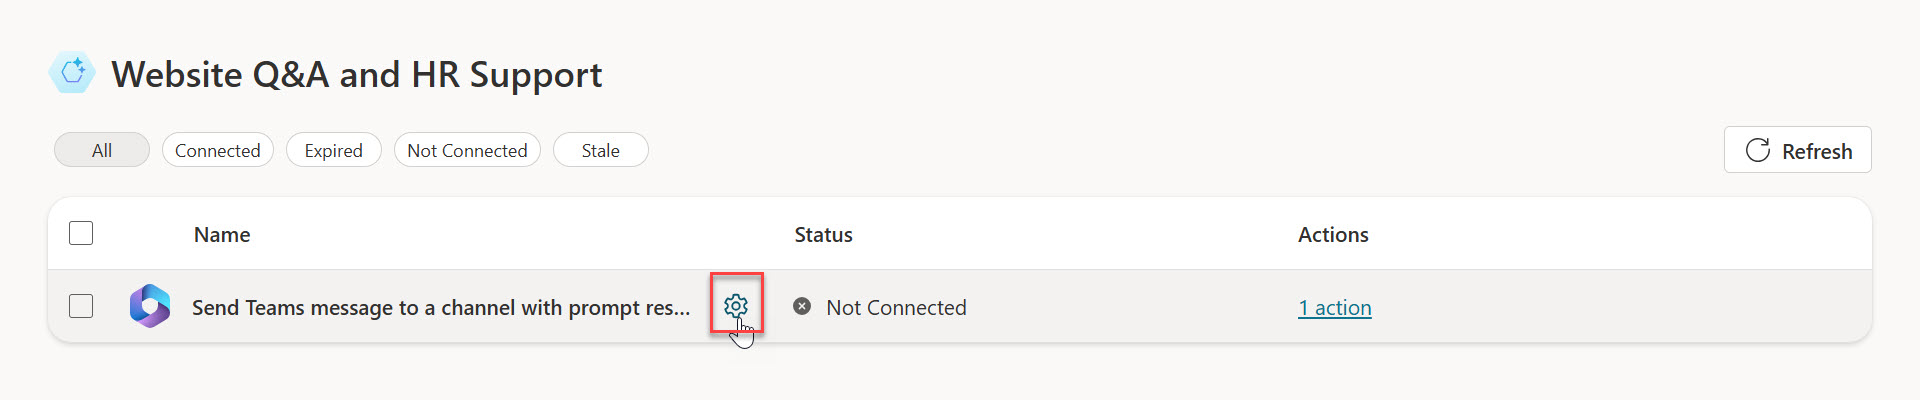 Website Q&A and HR Support
All Connected Expired Not Connected Stale Refresh
Name Status Actions
Send Teams message to a channel with prompt res... Not Connected 1 action